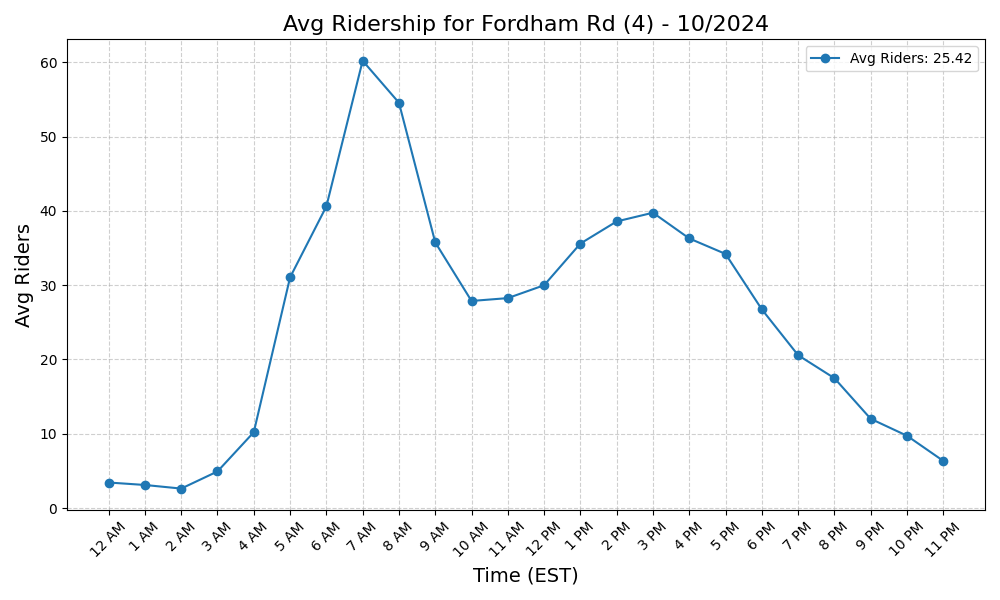 Avg Ridership for Fordham Rd (4) - 10/2024
Avg Riders: 25.42
Avg Riders
60
50
40
30
20
10
0
12 AM
1 AM
2 AM
3 AM
4 AM
5 AM
6 AM
7 AM
8 AM
9 AM
10 AM
11 AM
12 PM
1 PM
2 PM
3 PM
4 PM
5 PM
6 PM
7 PM
8 PM
9 PM
10 PM
11 PM
Time (EST)